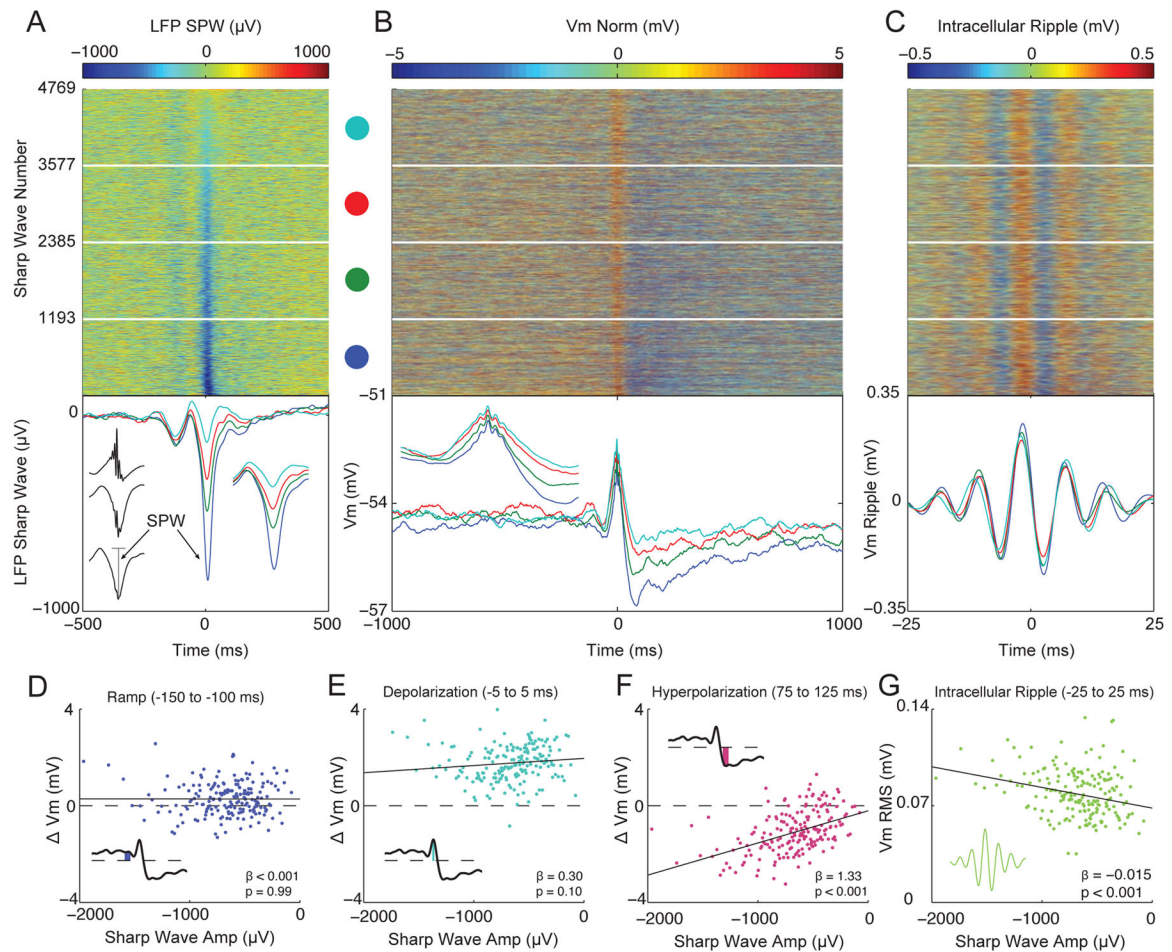 A
LFP SPW (µV)
−1000 0 1000
4769
3577
2385
1193
Sharp Wave Number
0
−1000
LFP Sharp Wave (µV)
SPW
−500 0 500
Time (ms)
B
Vm Norm (mV)
−5 0 5
−51
−54
−57
Vm (mV)
−1000 0 1000
Time (ms)
C
Intracellular Ripple (mV)
−0.5 0 0.5
0.35
0
−0.35
Vm Ripple (mV)
−25 0 25
Time (ms)
D
Ramp (-150 to -100 ms)
4
0
−4
Δ Vm (mV)
β < 0.001
p = 0.99
−2000 −1000 0
Sharp Wave Amp (µV)
E
Depolarization (-5 to 5 ms)
4
0
−4
Δ Vm (mV)
β = 0.30
p = 0.10
−2000 −1000 0
Sharp Wave Amp (µV)
F
Hyperpolarization (75 to 125 ms)
4
0
−4
Δ Vm (mV)
β = 1.33
p < 0.001
−2000 −1000 0
Sharp Wave Amp (µV)
G
Intracellular Ripple (-25 to 25 ms)
0.14
0.07
0
Vm RMS (mV)
β = −0.015
p < 0.001
−2000 −1000 0
Sharp Wave Amp (µV)